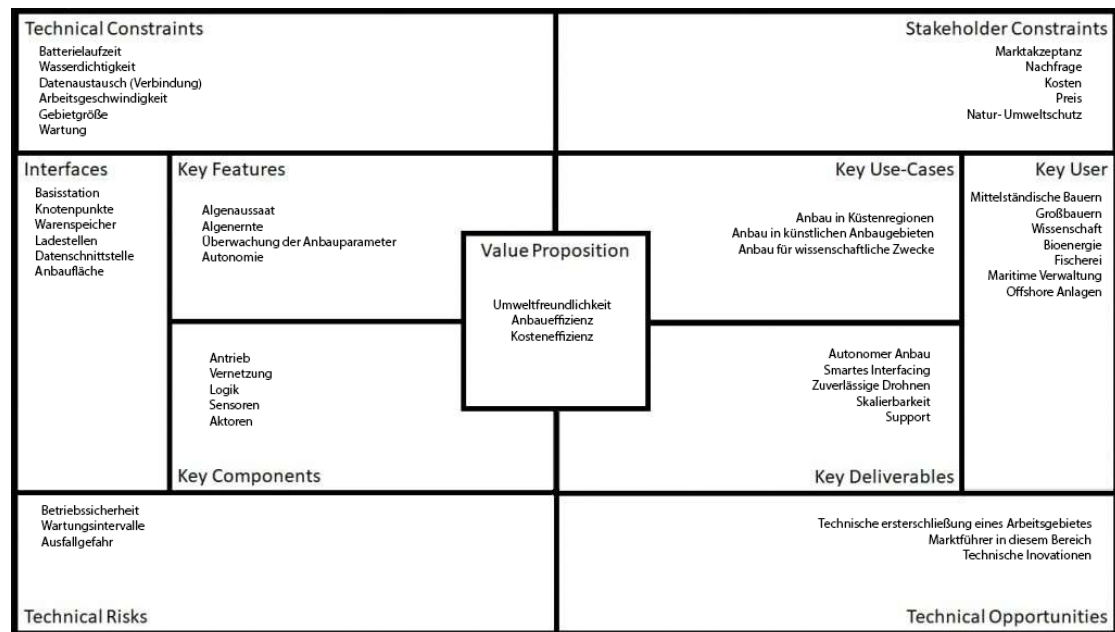 Technical Constraints
Batterielaufzeit
Wasserdichtigkeit
Datenaustausch (Verbindung)
Arbeitsgeschwindigkeit
Gebietgröße
Wartung
Stakeholder Constraints
Marktakzeptanz
Nachfrage
Kosten
Preis
Natur- Umweltschutz
Interfaces
Basisstation
Knotenpunkte
Warenspeicher
Ladestellen
Datenschnittstelle
Anbaufläche
Key Features
Algenaussaat
Algenernte
Überwachung der Anbauparameter
Autonomie
Value Proposition
Umweltfreundlichkeit
Anbaueffizienz
Kosteneffizienz
Key Use-Cases
Anbau in Küstenregionen
Anbau in künstlichen Anbaugebieten
Anbau für wissenschaftliche Zwecke
Key User
Mittelständische Bauern
Großbauern
Wissenschaft
Bioenergie
Fischerei
Maritime Verwaltung
Offshore Anlagen
Antrieb
Vernetzung
Logik
Sensoren
Aktoren
Key Components
Autonomer Anbau
Smartes Interfacing
Zuverlässige Drohnen
Skalierbarkeit
Support
Key Deliverables
Betriebssicherheit
Wartungsintervalle
Ausfallgefahr
Technical Risks
Technische ersterschließung eines Arbeitsgebietes
Marktführer in diesem Bereich
Technische Inovationen
Technical Opportunities